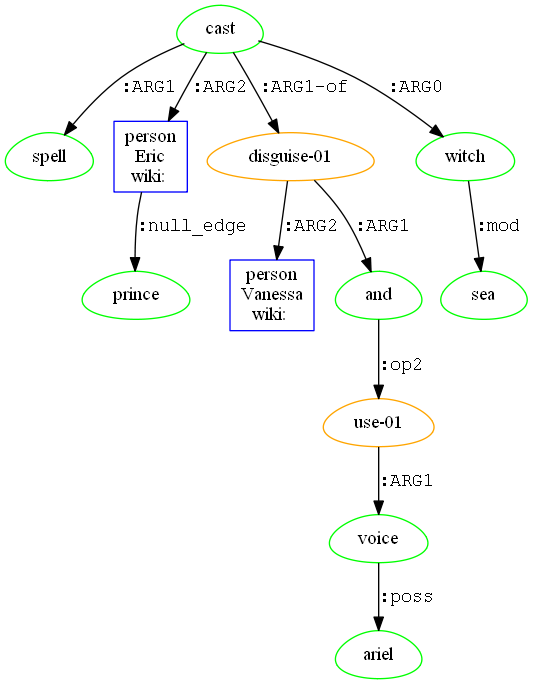 cast
:ARG1
:ARG2
:ARG1-of
:ARG0
spell
person
Eric
wiki:
disguise-01
witch
:null_edge
:ARG2
:ARG1
:mod
prince
person
Vanessa
wiki:
and
sea
:op2
use-01
:ARG1
voice
:poss
ariel